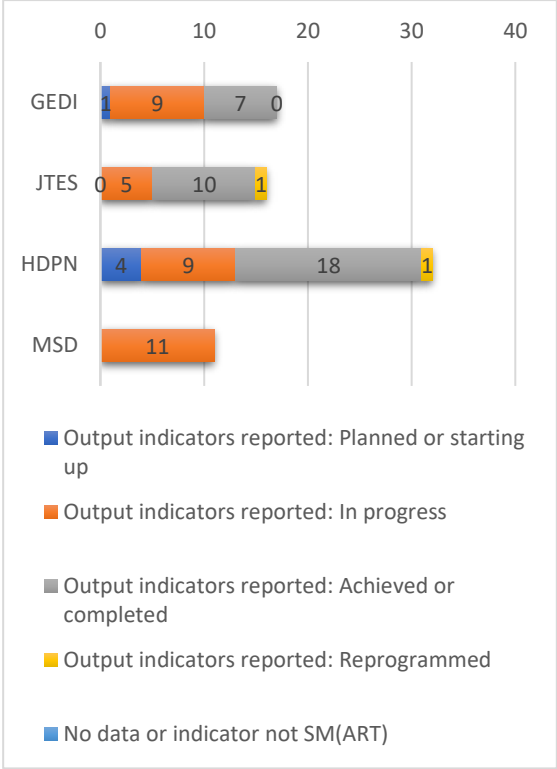 0 10 20 30 40
GEDI 1 9 7 0
JTES 0 5 10 1
HDPN 4 9 18 1
MSD 11
Output indicators reported: Planned or starting
up
Output indicators reported: In progress
Output indicators reported: Achieved or
completed
Output indicators reported: Reprogrammed
No data or indicator not SM(ART)